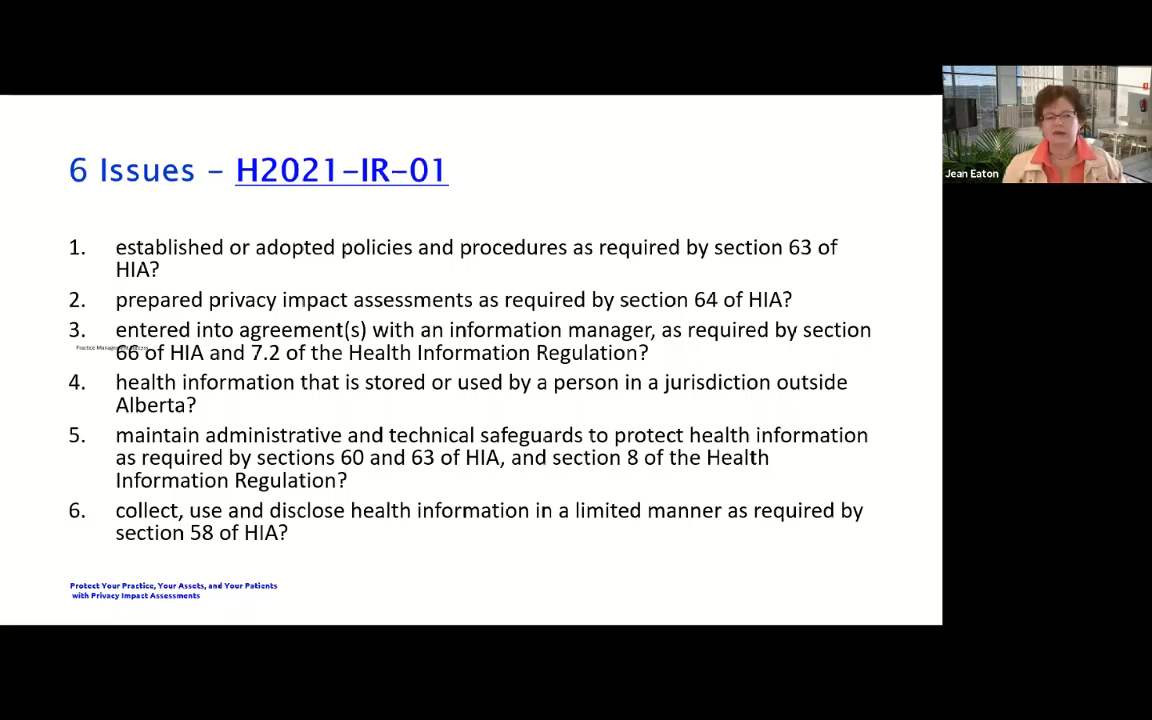 6 Issues – H2021-IR-01
1. established or adopted policies and procedures as required by section 63 of
HIA?
2. prepared privacy impact assessments as required by section 64 of HIA?
3. entered into agreement(s) with an information manager, as required by section
66 of HIA and 7.2 of the Health Information Regulation?
Practice Management Success
4. health information that is stored or used by a person in a jurisdiction outside
Alberta?
5. maintain administrative and technical safeguards to protect health information
as required by sections 60 and 63 of HIA, and section 8 of the Health
Information Regulation?
6. collect, use and disclose health information in a limited manner as required by
section 58 of HIA?
Protect Your Practice, Your Assets, and Your Patients
with Privacy Impact Assessments
Jean Eaton